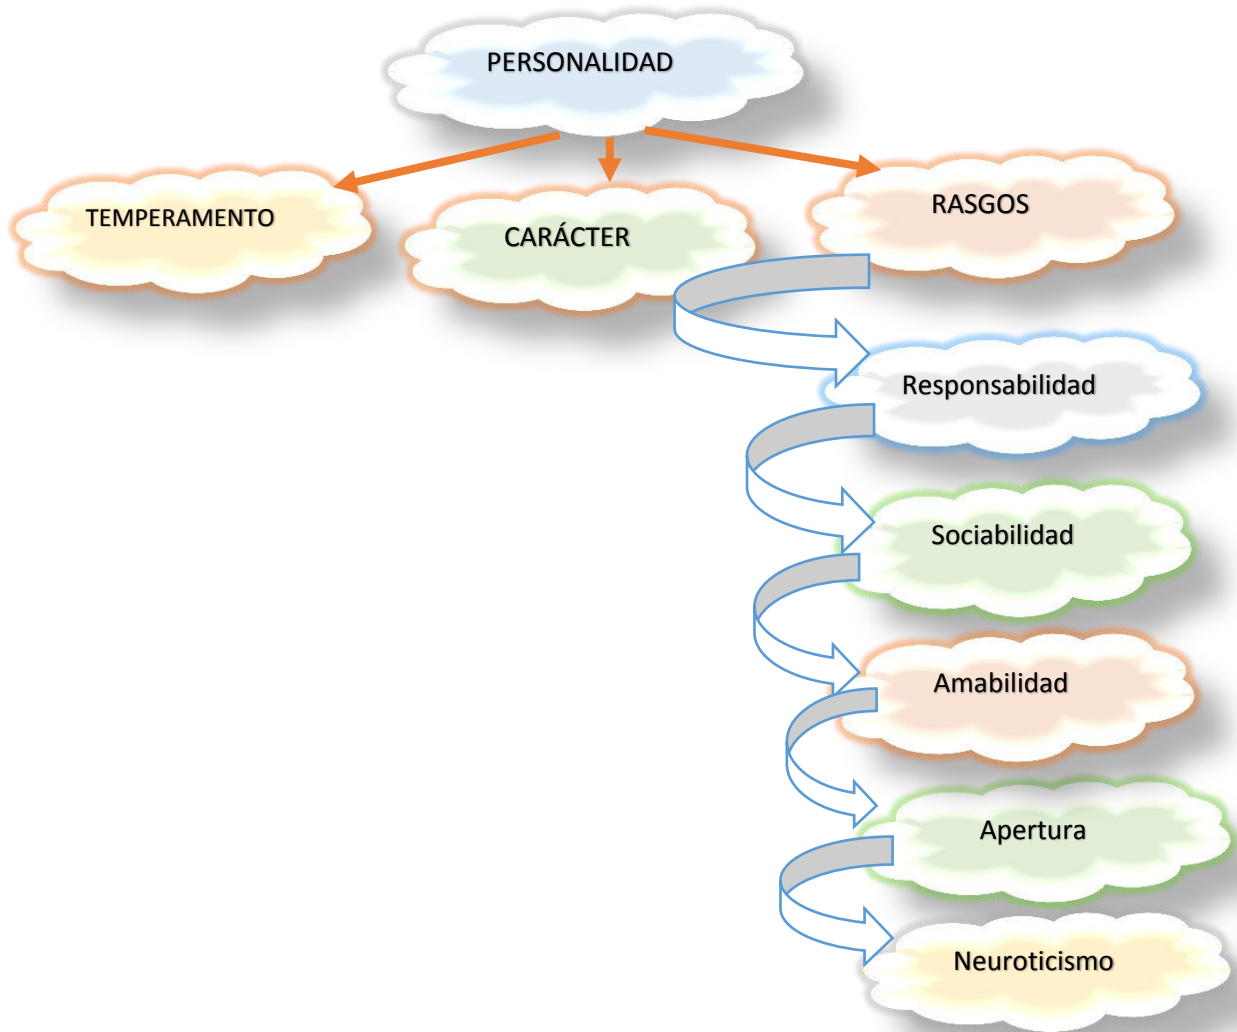 PERSONALIDAD
TEMPERAMENTO
CARÁCTER
RASGOS
Responsabilidad
Sociabilidad
Amabilidad
Apertura
Neuroticismo